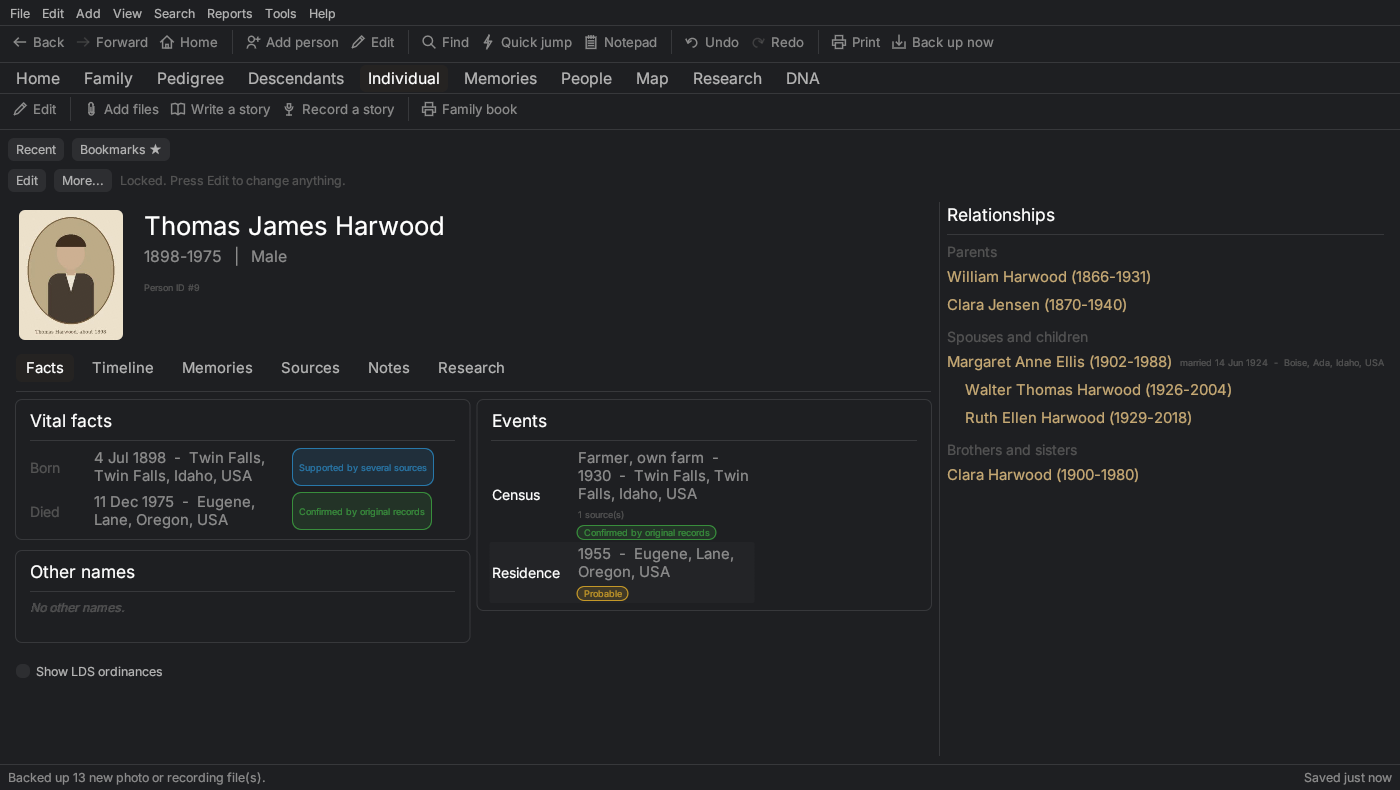 File Edit Add View Search Reports Tools Help
Back Forward Home Add person Edit Find Quick jump Notepad Undo Redo Print Back up now
Home Family Pedigree Descendants Individual Memories People Map Research DNA
Edit Add files Write a story Record a story Family book
Recent Bookmarks ★
Edit More... Locked. Press Edit to change anything.
Thomas James Harwood
1898-1975 | Male
Person ID #9
Thomas Harwood, about 1898
Facts Timeline Memories Sources Notes Research
Vital facts
Born 4 Jul 1898 - Twin Falls,
Twin Falls, Idaho, USA
Supported by several sources
Died 11 Dec 1975 - Eugene,
Lane, Oregon, USA
Confirmed by original records
Other names
No other names.
Show LDS ordinances
Events
Census
Farmer, own farm -
1930 - Twin Falls, Twin
Falls, Idaho, USA
1 source(s)
Confirmed by original records
Residence
1955 - Eugene, Lane,
Oregon, USA
Probable
Relationships
Parents
William Harwood (1866-1931)
Clara Jensen (1870-1940)
Spouses and children
Margaret Anne Ellis (1902-1988) married 14 Jun 1924 - Boise, Ada, Idaho, USA
Walter Thomas Harwood (1926-2004)
Ruth Ellen Harwood (1929-2018)
Brothers and sisters
Clara Harwood (1900-1980)
Backed up 13 new photo or recording file(s).
Saved just now